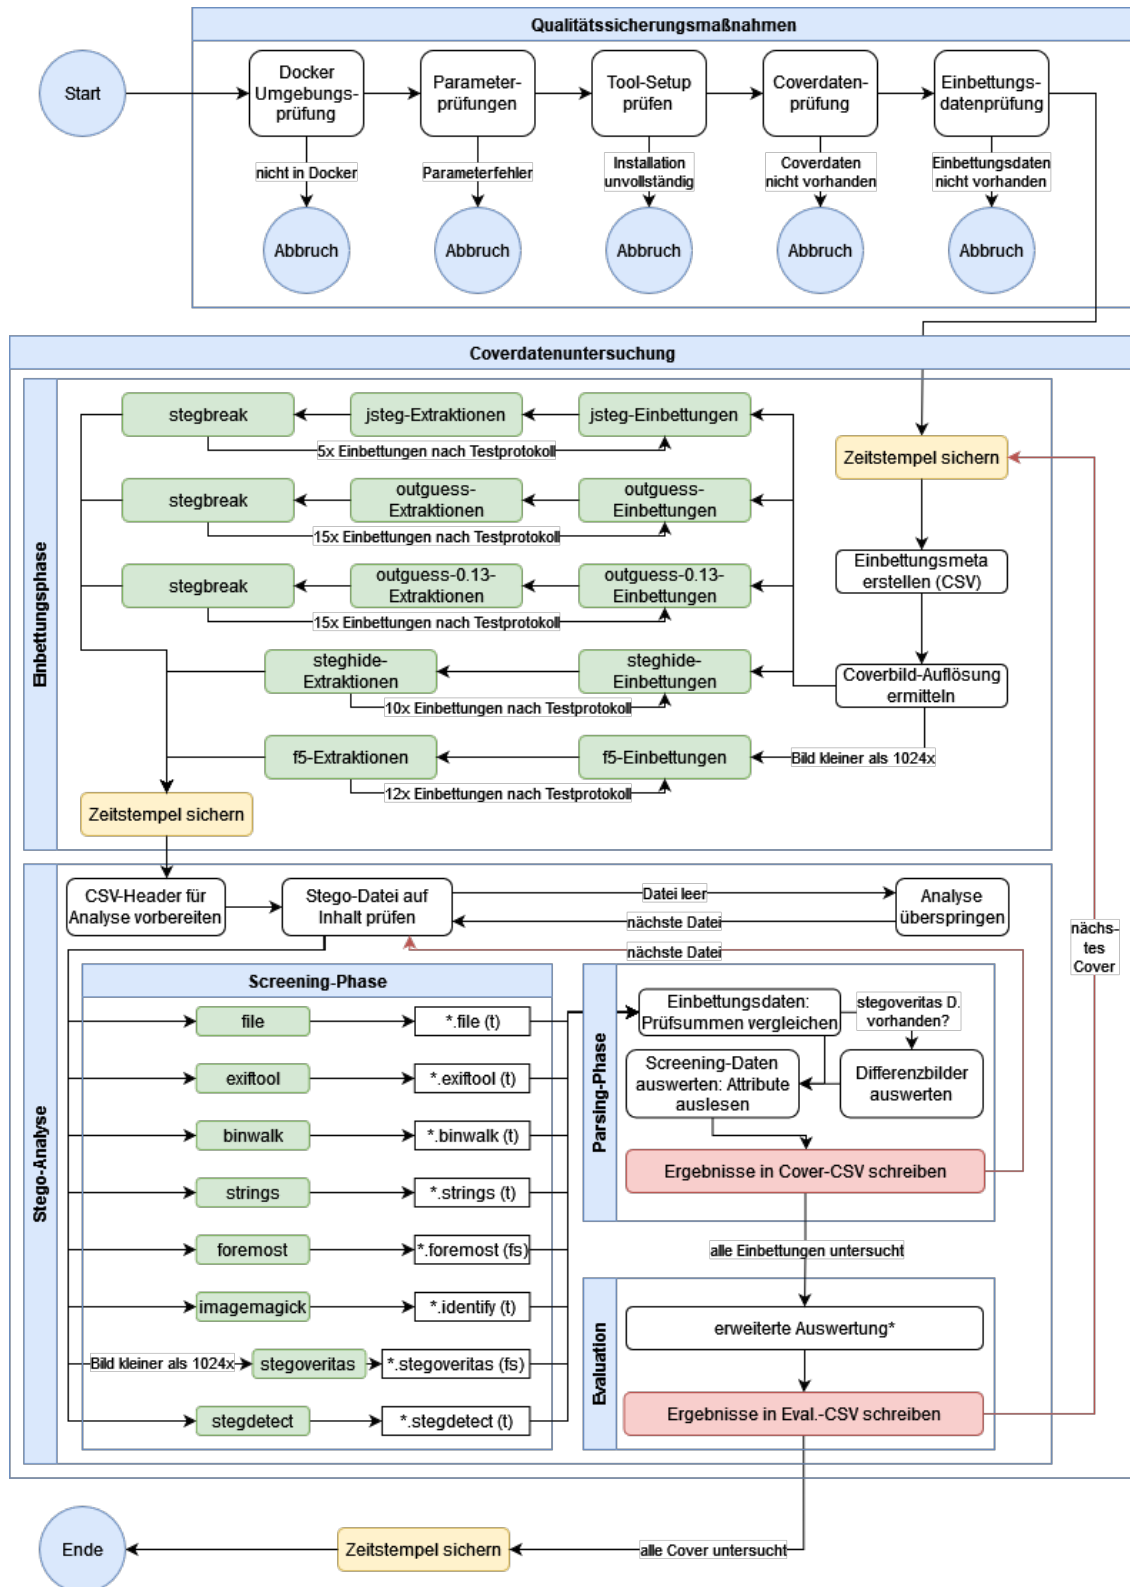 Qualitätssicherungsmaßnahmen
Start
Docker
Umgebungs-
prüfung
Parameter-
prüfungen
Tool-Setup
prüfen
Coverdaten-
prüfung
Einbettungs-
datenprüfung
nicht in Docker
Parameterfehler
Installation
unvollständig
Coverdaten
nicht vorhanden
Einbettungsdaten
nicht vorhanden
Abbruch
Abbruch
Abbruch
Abbruch
Abbruch
Coverdatenuntersuchung
Einbettungsphase
stegbreak
jsteg-Extraktionen
jsteg-Einbettungen
5x Einbettungen nach Testprotokoll
Zeitstempel sichern
stegbreak
outguess-
Extraktionen
outguess-
Einbettungen
15x Einbettungen nach Testprotokoll
Einbettungsmeta
erstellen (CSV)
stegbreak
outguess-0.13-
Extraktionen
outguess-0.13-
Einbettungen
15x Einbettungen nach Testprotokoll
steghide-
Extraktionen
steghide-
Einbettungen
10x Einbettungen nach Testprotokoll
Coverbild-Auflösung
ermitteln
f5-Extraktionen
f5-Einbettungen
Bild kleiner als 1024x
12x Einbettungen nach Testprotokoll
Zeitstempel sichern
Stego-Analyse
CSV-Header für
Analyse vorbereiten
Stego-Datei auf
Inhalt prüfen
Datei leer
nächste Datei
Analyse
überspringen
nächste Datei
nächs-
tes
Cover
Screening-Phase
file
*.file (t)
exiftool
*.exiftool (t)
binwalk
*.binwalk (t)
strings
*.strings (t)
foremost
*.foremost (fs)
imagemagick
*.identify (t)
Bild kleiner als 1024x
stegoveritas
*.stegoveritas (fs)
stegdetect
*.stegdetect (t)
Parsing-Phase
Einbettungsdaten:
Prüfsummen vergleichen
stegoveritas D.
vorhanden?
Screening-Daten
auswerten: Attribute
auslesen
Differenzbilder
auswerten
Ergebnisse in Cover-CSV schreiben
alle Einbettungen untersucht
Evaluation
erweiterte Auswertung*
Ergebnisse in Eval.-CSV schreiben
Ende
Zeitstempel sichern
alle Cover untersucht